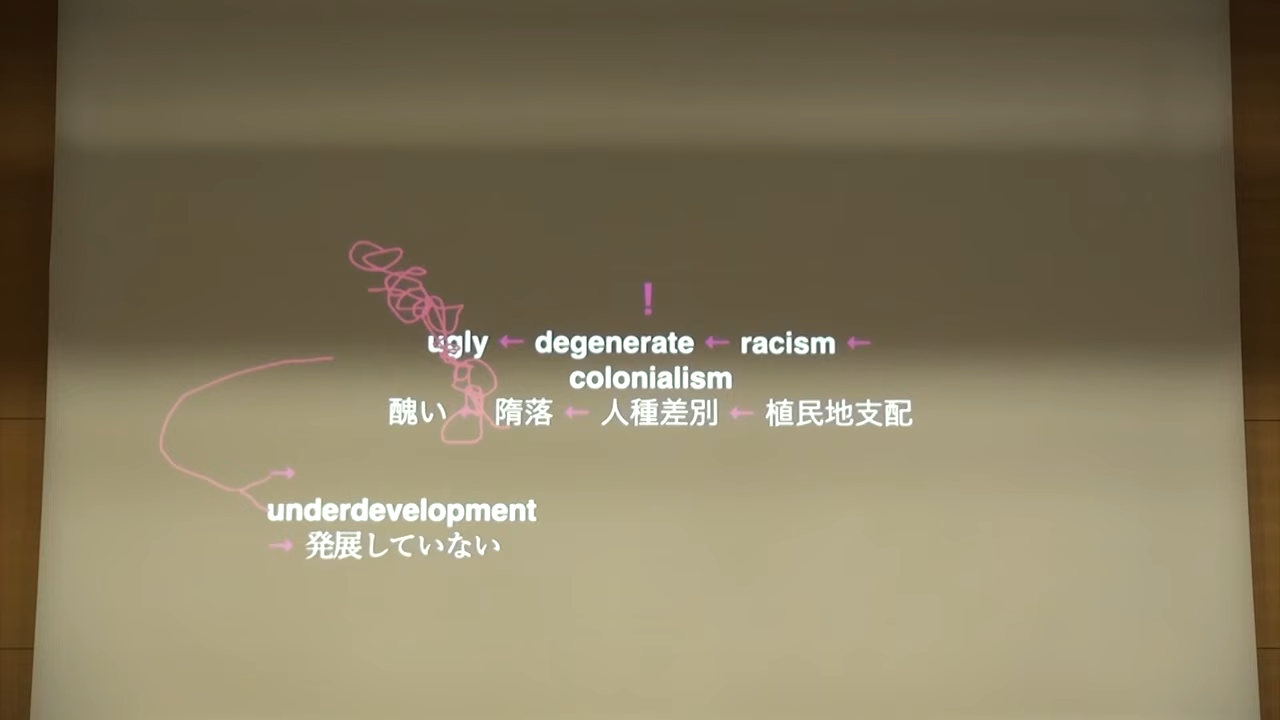 !
ugly ← degenerate ← racism ←
colonialism
醜い ← 隋落 ← 人種差別 ← 植民地支配
→
underdevelopment
→ 発展していない